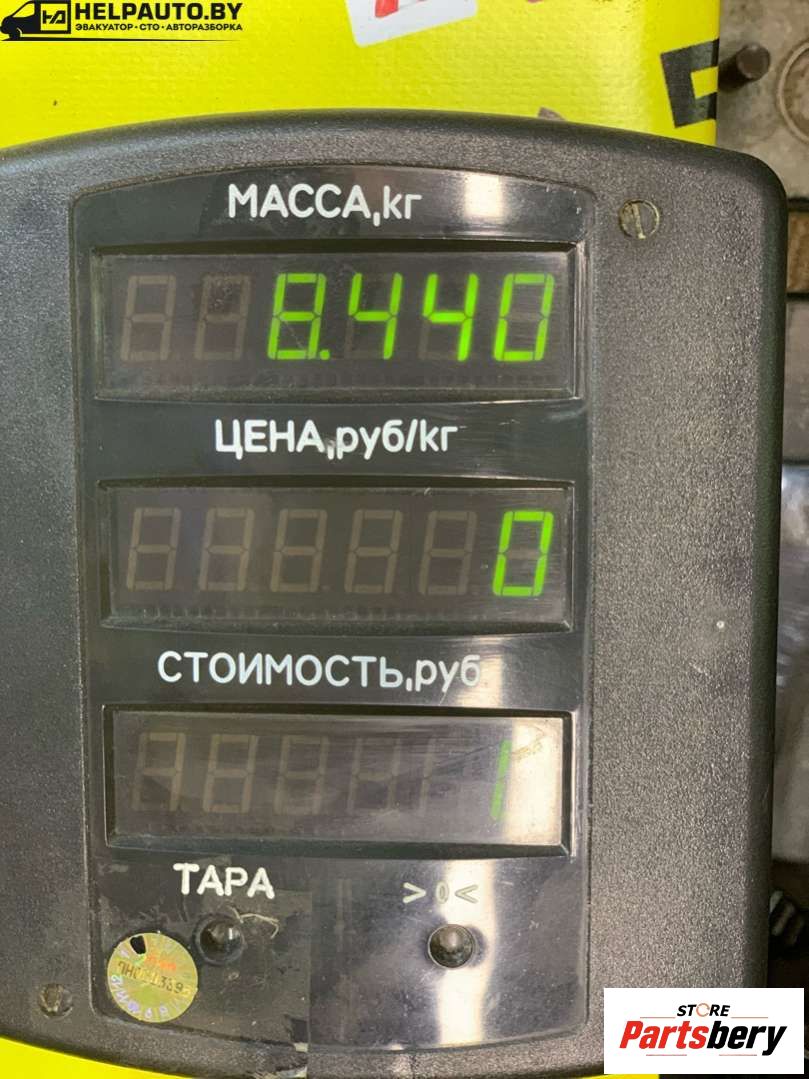 HELPAUTO.BY
ЭВАКУАТОР · СТО · АВТОРАЗБОРКА
МАССА,кг
8.440
ЦЕНА,руб/кг
0
СТОИМОСТЬ,руб
1
ТАРА
>0<
STORE
Partsbery